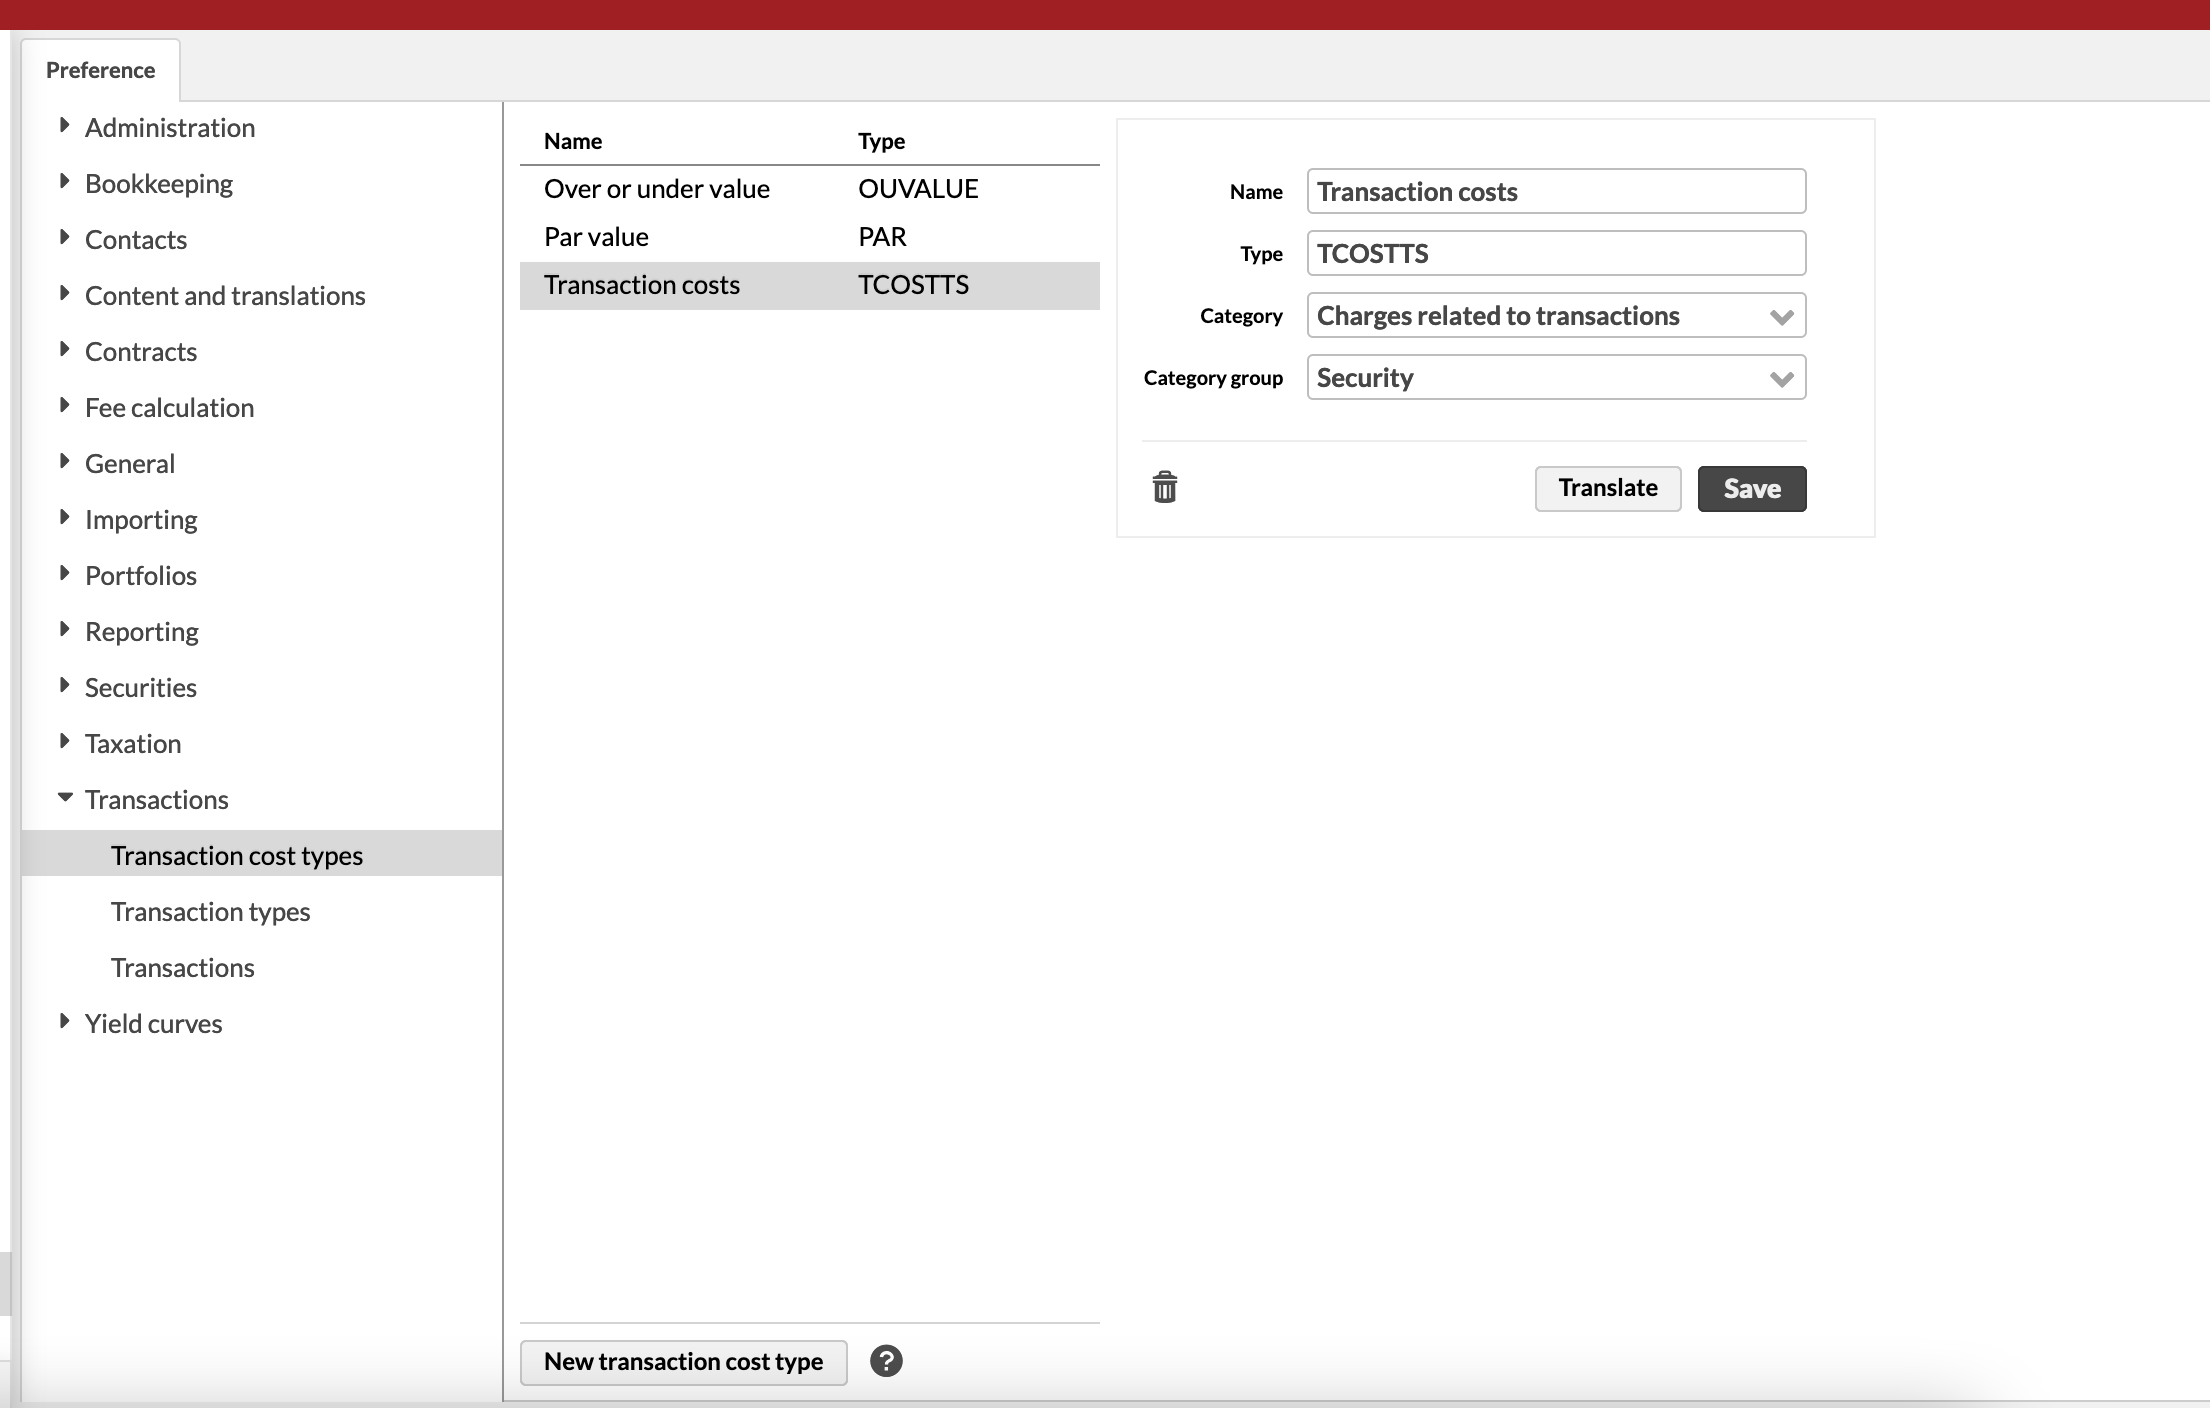 Preference
Administration
Bookkeeping
Contacts
Content and translations
Contracts
Fee calculation
General
Importing
Portfolios
Reporting
Securities
Taxation
Transactions
Transaction cost types
Transaction types
Transactions
Yield curves
Name Type
Over or under value OUVALUE
Par value PAR
Transaction costs TCOSTTS
New transaction cost type ?
Name Transaction costs
Type TCOSTTS
Category Charges related to transactions
Category group Security
Translate Save